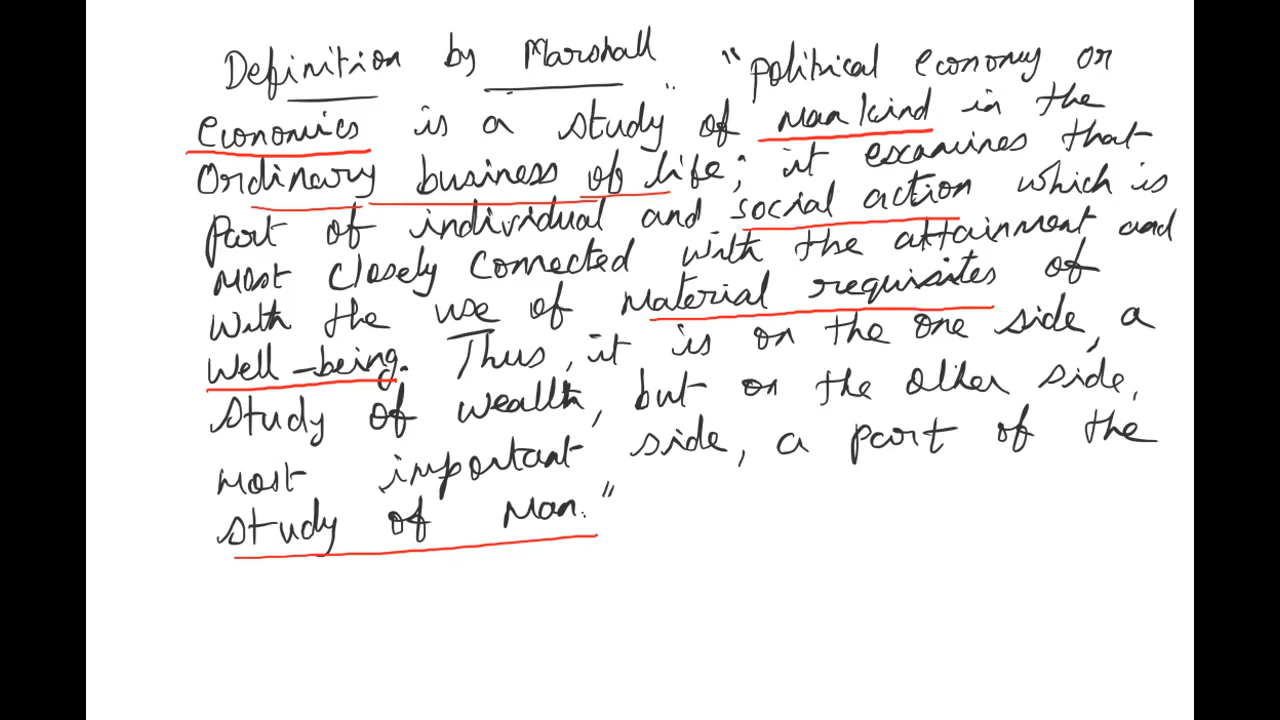 Definition by Marshall "political economy or
economics is a study of mankind in the
Ordinary business of life; it examines that
part of individual and social action which is
most closely connected with the attainment and
with the use of material requisites of
well-being. Thus, it is on the one side, a
study of wealth, but on the other side,
most important side, a part of the
study of Man."